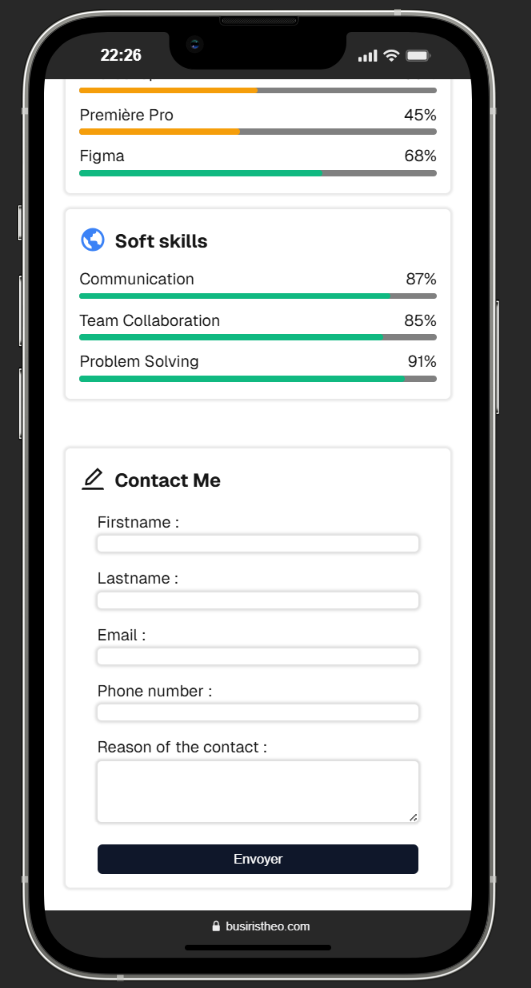 22:26
Première Pro 45%
Figma 68%
Soft skills
Communication 87%
Team Collaboration 85%
Problem Solving 91%
Contact Me
Firstname :
Lastname :
Email :
Phone number :
Reason of the contact :
Envoyer
busiristheo.com